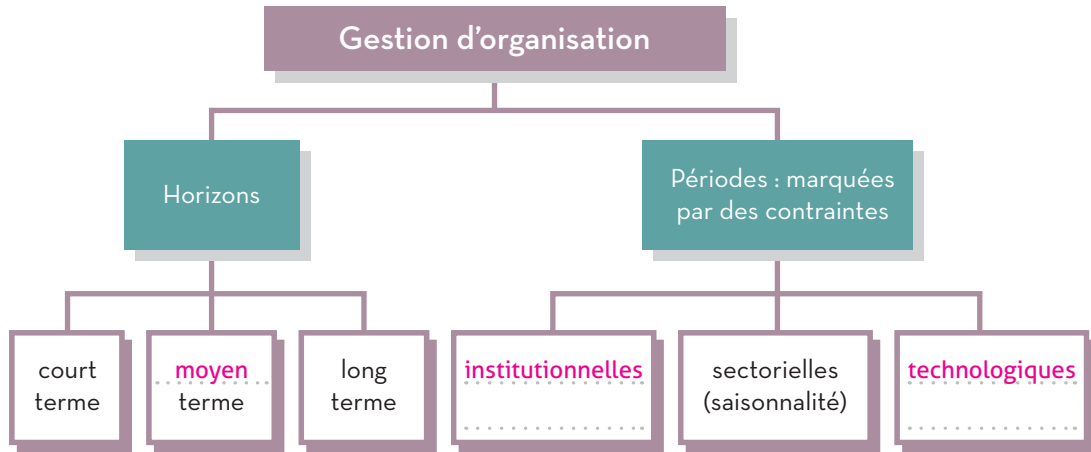 Gestion d'organisation
Horizons
Périodes : marquées
par des contraintes
court
terme
moyen
terme
long
terme
institutionnelles
sectorielles
(saisonnalité)
technologiques